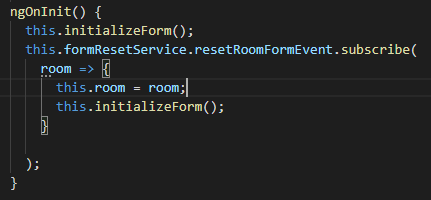 ngOnInit() {
this.initializeForm();
this.formResetService.resetRoomFormEvent.subscribe(
room => {
this.room = room;
this.initializeForm();
}
);
}